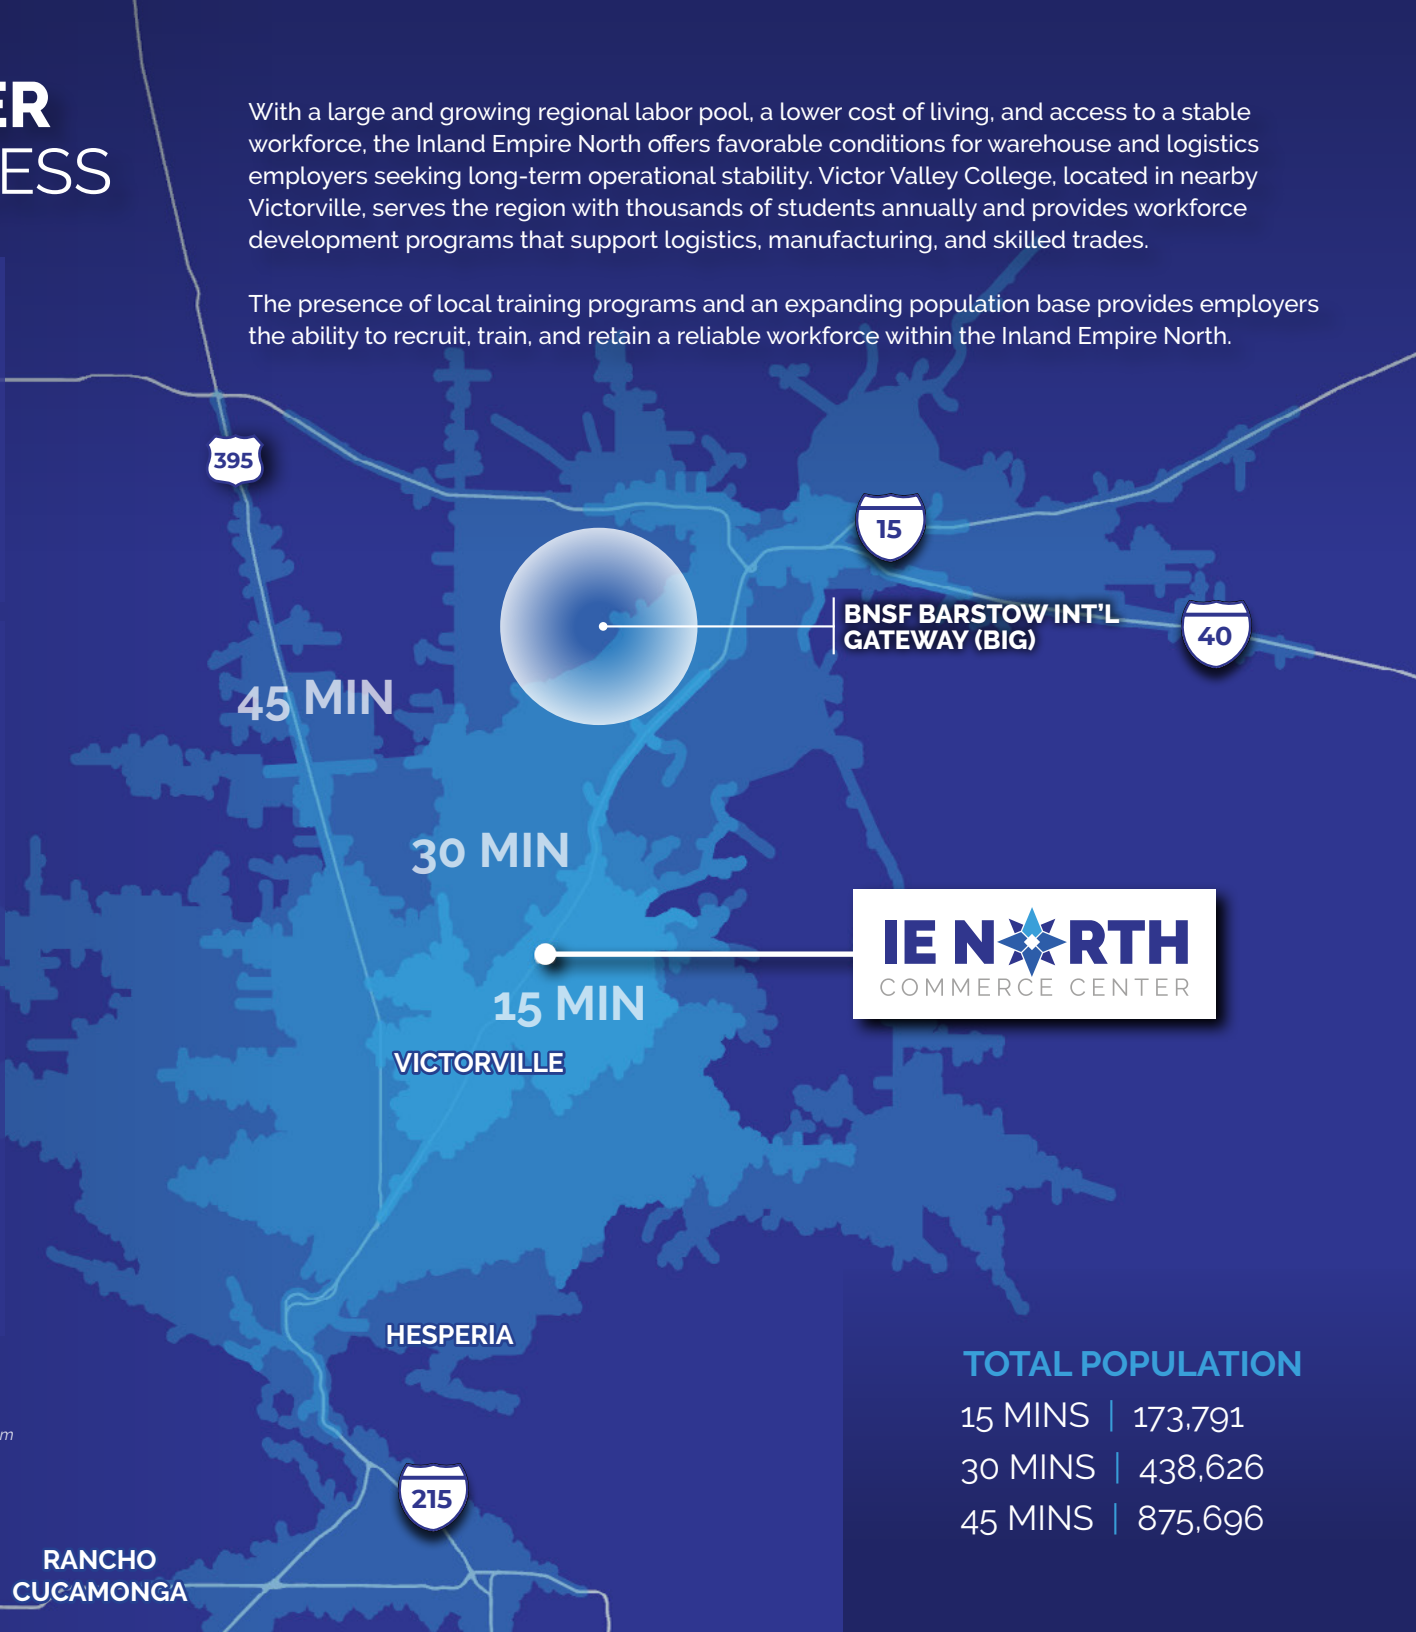 ER
ESS
With a large and growing regional labor pool, a lower cost of living, and access to a stable
workforce, the Inland Empire North offers favorable conditions for warehouse and logistics
employers seeking long-term operational stability. Victor Valley College, located in nearby
Victorville, serves the region with thousands of students annually and provides workforce
development programs that support logistics, manufacturing, and skilled trades.
The presence of local training programs and an expanding population base provides employers
the ability to recruit, train, and retain a reliable workforce within the Inland Empire North.
395
15
BNSF BARSTOW INT'L
GATEWAY (BIG)
40
45 MIN
30 MIN
IE NORTH
COMMERCE CENTER
15 MIN
VICTORVILLE
HESPERIA
TOTAL POPULATION
15 MINS | 173,791
30 MINS | 438,626
45 MINS | 875,696
m
215
RANCHO
CUCAMONGA